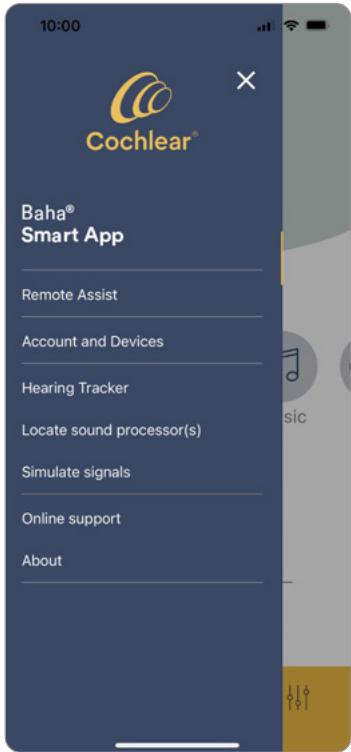 10:00
Cochlear®
Baha®
Smart App
Remote Assist
Account and Devices
Hearing Tracker
sic
Locate sound processor(s)
Simulate signals
Online support
About